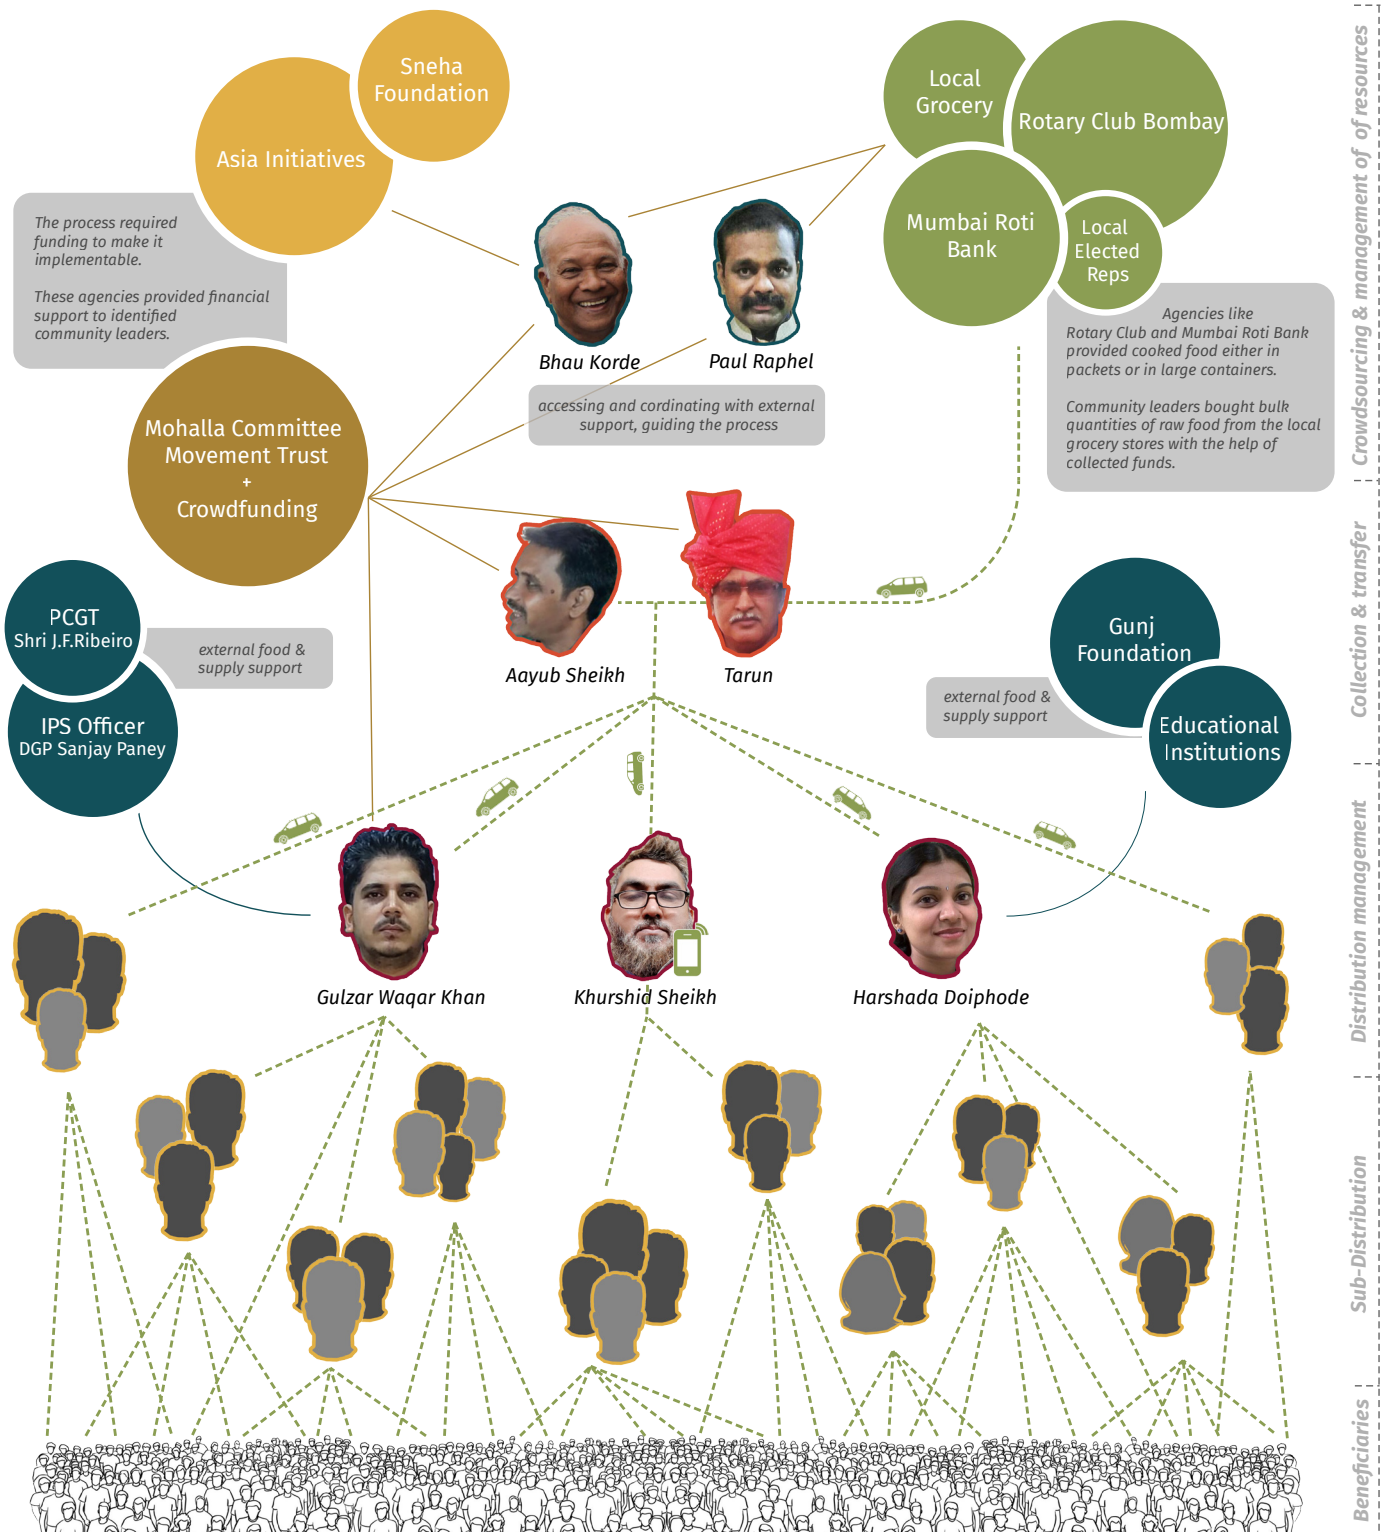 Sneha
Foundation
Asia Initiatives
The process required
funding to make it
implementable.
These agencies provided financial
support to identified
community leaders.
Mohalla Committee
Movement Trust
+
Crowdfunding
Local
Grocery
Rotary Club Bombay
Mumbai Roti
Bank
Local
Elected
Reps
Agencies like
Rotary Club and Mumbai Roti Bank
provided cooked food either in
packets or in large containers.
Community leaders bought bulk
quantities of raw food from the local
grocery stores with the help of
collected funds.
Bhau Korde
Paul Raphel
accessing and cordinating with external
support, guiding the process
Crowdsourcing & management of of resources
PCGT
Shri J.F.Ribeiro
IPS Officer
DGP Sanjay Paney
external food &
supply support
Aayub Sheikh
Tarun
Gunj
Foundation
Educational
Institutions
external food &
supply support
Collection & transfer
Gulzar Waqar Khan
Khurshid Sheikh
Harshada Doiphode
Distribution management
Sub-Distribution
Beneficiaries